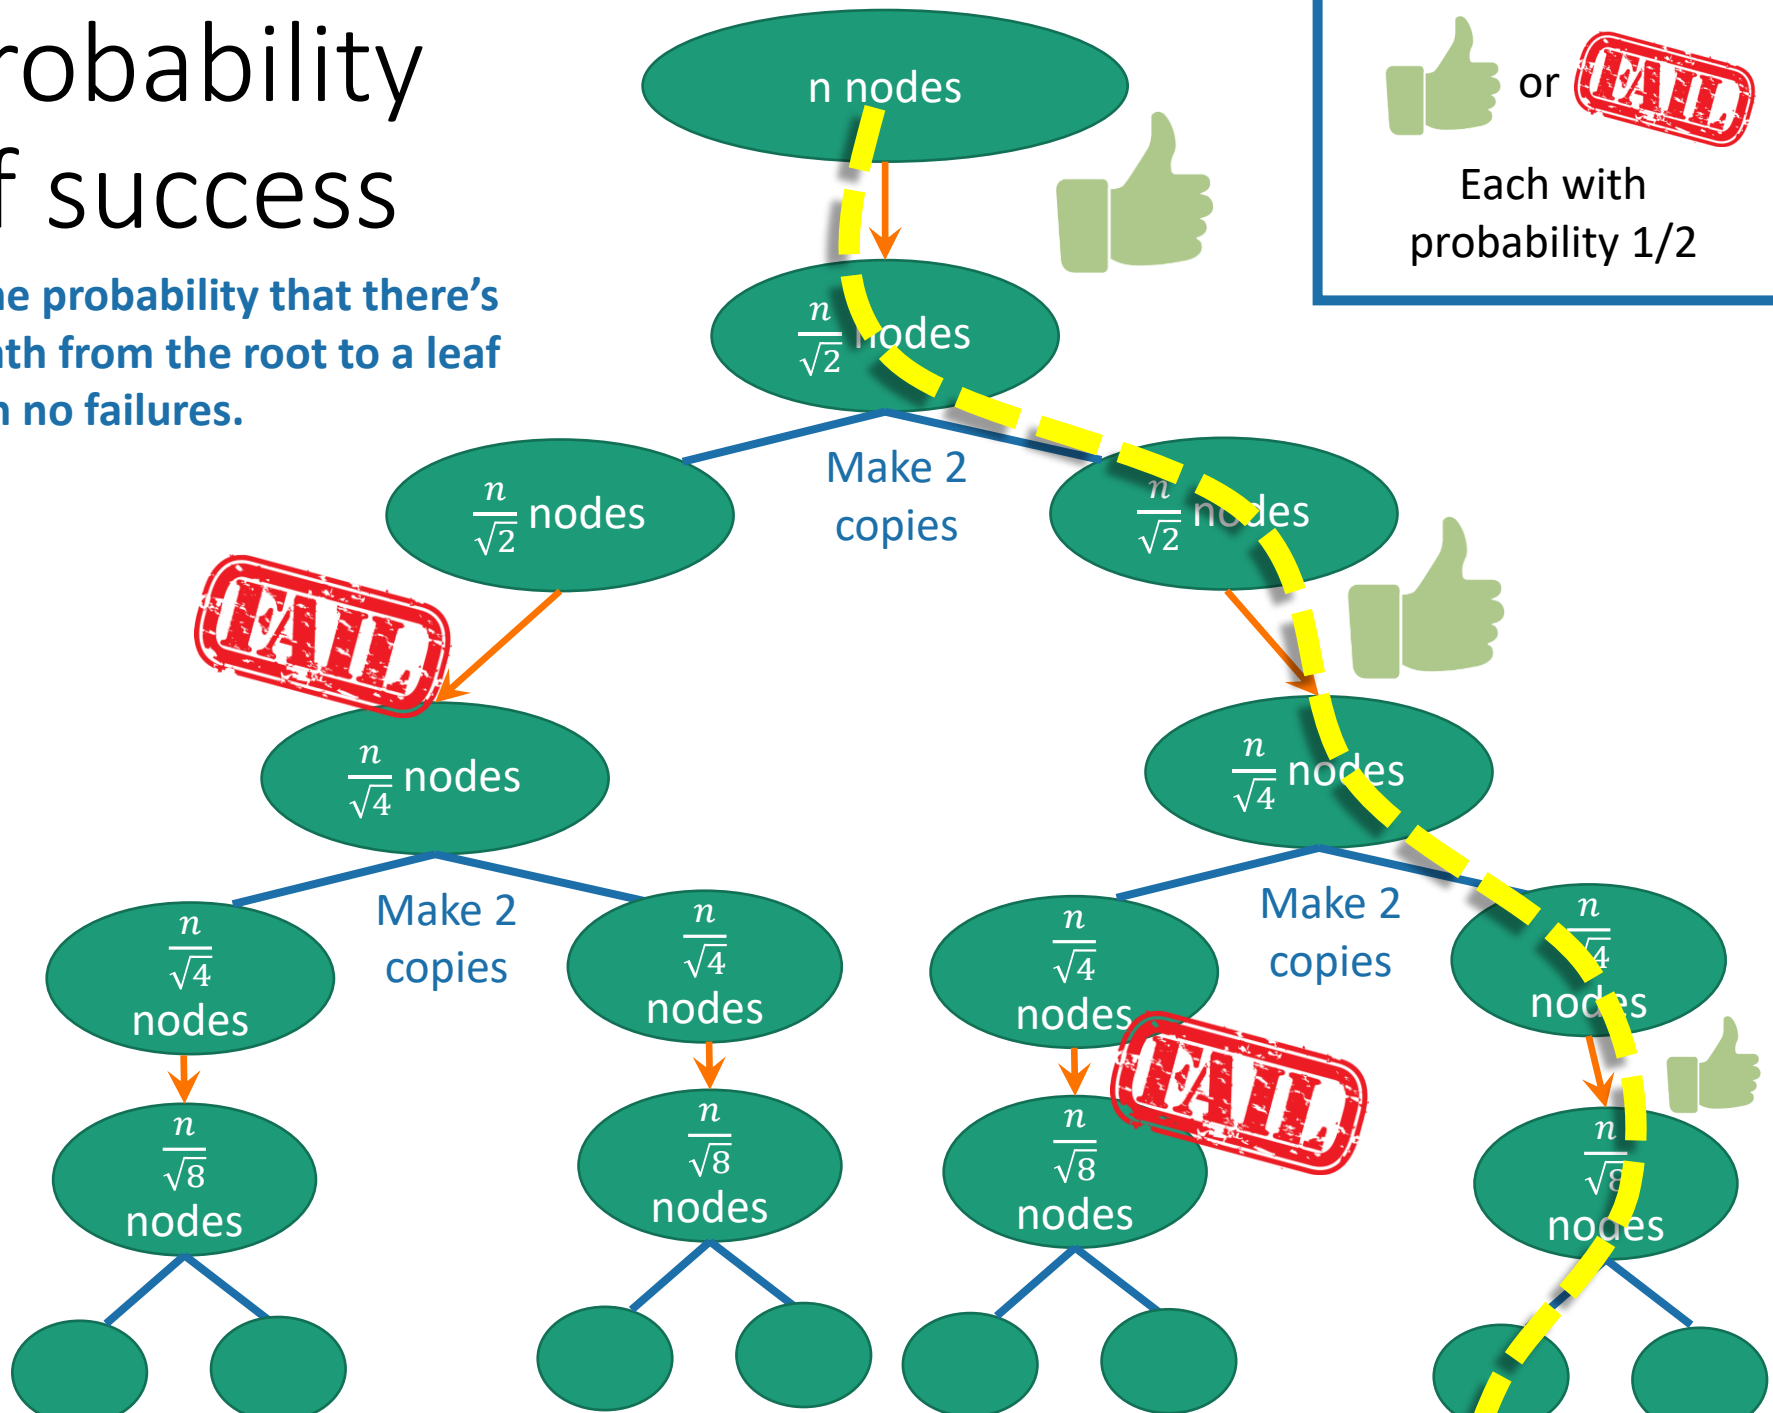 robability
f success
ne probability that there's
ath from the root to a leaf
h no failures.
or FAIL
Each with
probability 1/2
n nodes
n/√2 nodes
Make 2
copies
n/√2 nodes
n/√2 nodes
FAIL
n/√4 nodes
n/√4 nodes
Make 2
copies
Make 2
copies
n/√4
nodes
n/√4
nodes
n/√4
nodes
n/√4
nodes
FAIL
n/√8
nodes
n/√8
nodes
n/√8
nodes
n/√8
nodes